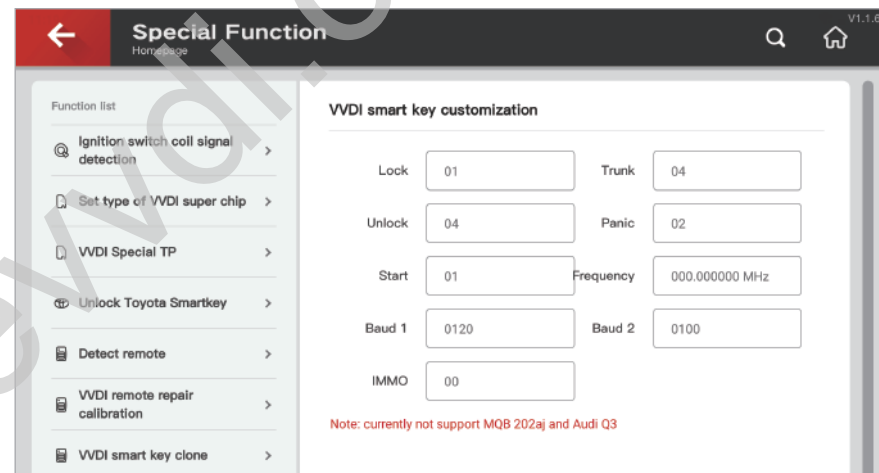 Special Function
V1.1.6
Homepage
Function list
Ignition switch coil signal
detection
Set type of VVDI super chip
VVDI Special TP
Unlock Toyota Smartkey
Detect remote
VVDI remote repair
calibration
VVDI smart key clone
VVDI smart key customization
Lock 01 Trunk 04
Unlock 04 Panic 02
Start 01 Frequency 000.000000 MHz
Baud 1 0120 Baud 2 0100
IMMO 00
Note: currently not support MQB 202aj and Audi Q3